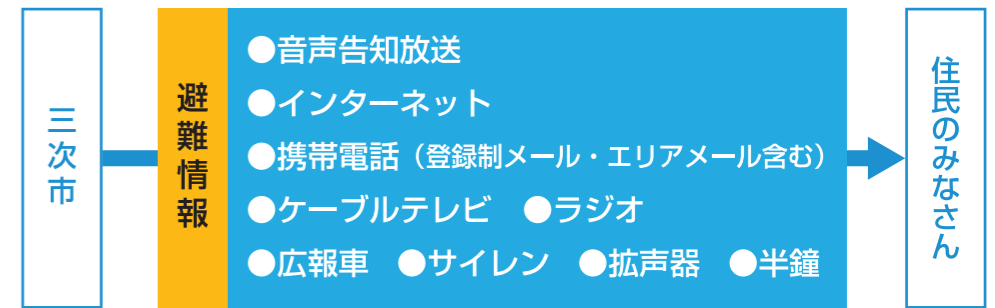 三次市
避難情報
●音声告知放送
●インターネット
●携帯電話（登録制メール・エリアメール含む）
●ケーブルテレビ ●ラジオ
●広報車 ●サイレン ●拡声器 ●半鐘
住民のみなさん